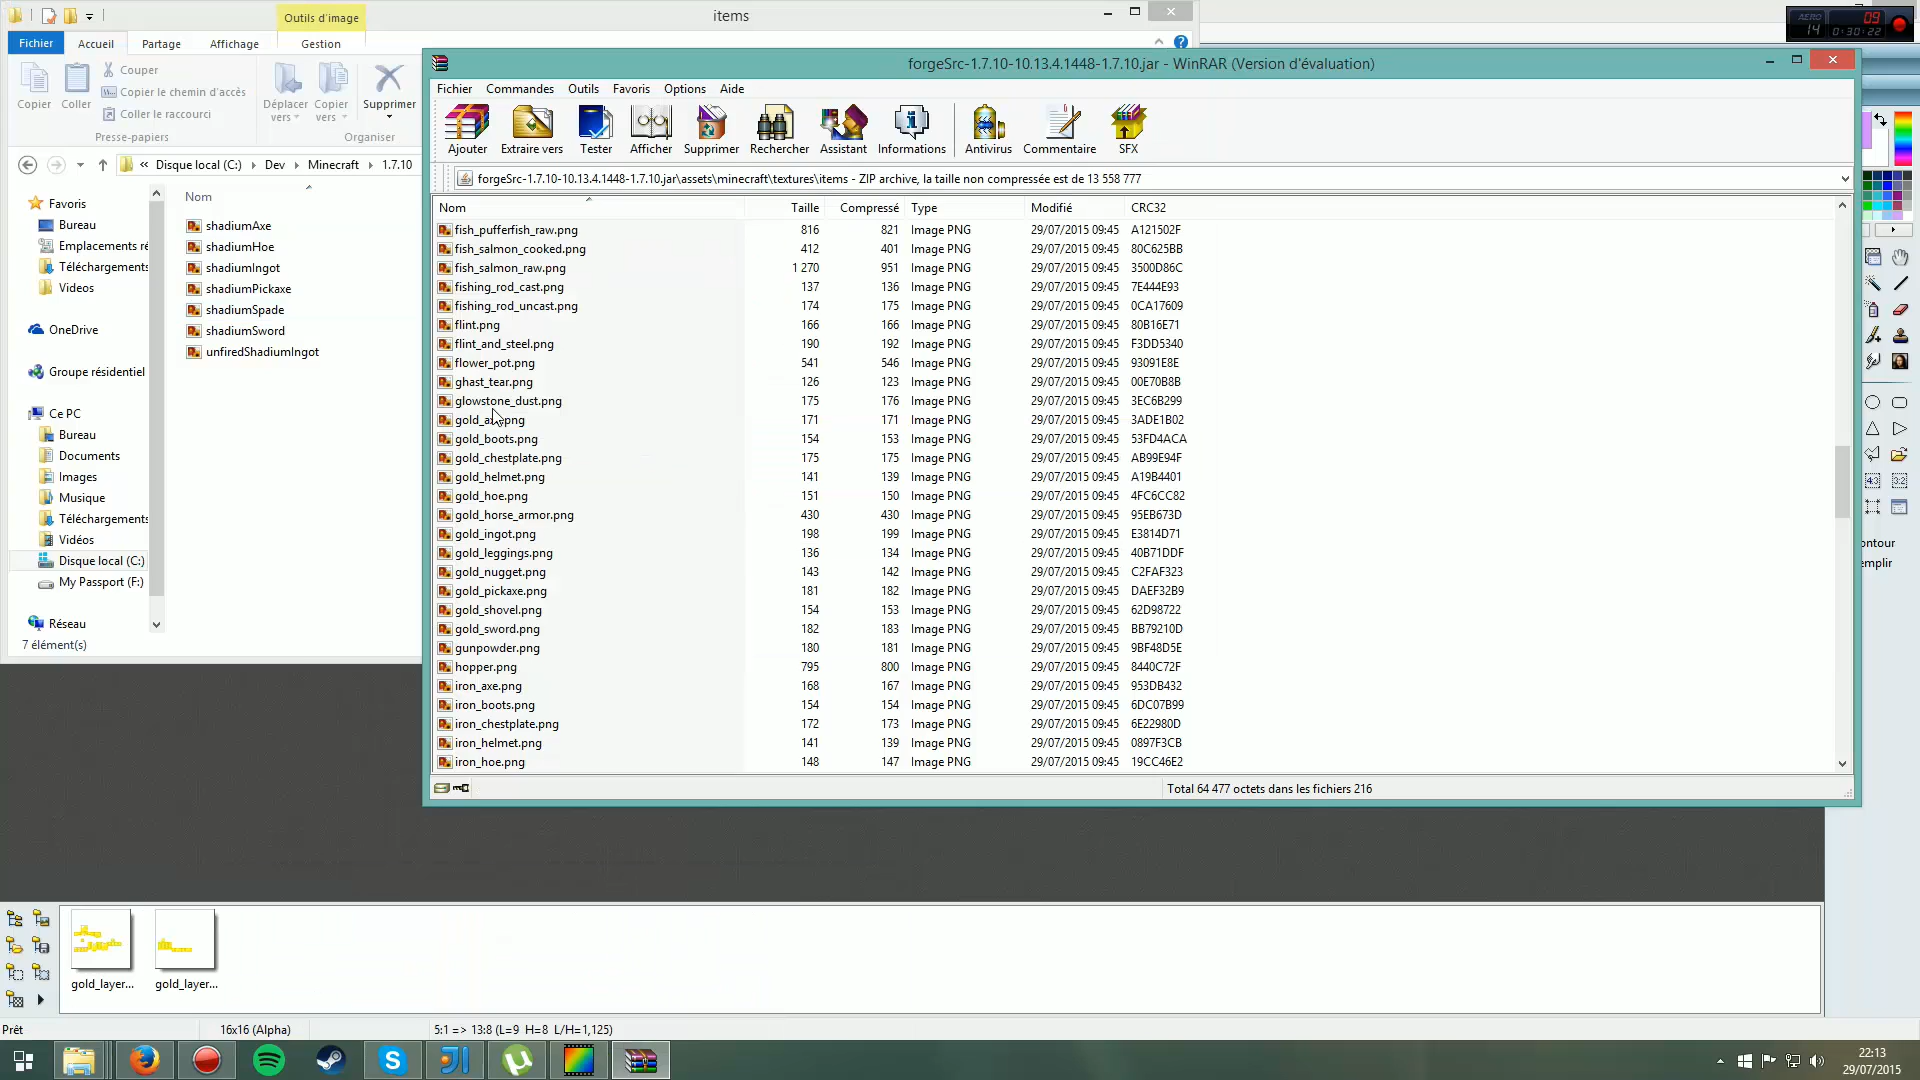 Outils d'image
items
AERO
14
09
0:30:22
Fichier
Accueil
Partage
Affichage
Gestion
Copier
Coller
Couper
Copier le chemin d'accès
Coller le raccourci
Presse-papiers
Déplacer
vers
Copier
vers
Supprimer
Organiser
« Disque local (C:)
Dev
Minecraft
1.7.10
Favoris
Bureau
Emplacements ré
Téléchargements
Videos
OneDrive
Groupe résidentiel
Ce PC
Bureau
Documents
Images
Musique
Téléchargements
Vidéos
Disque local (C:)
My Passport (F:)
Réseau
7 élément(s)
Nom
shadiumAxe
shadiumHoe
shadiumIngot
shadiumPickaxe
shadiumSpade
shadiumSword
unfiredShadiumIngot
forgeSrc-1.7.10-10.13.4.1448-1.7.10.jar - WinRAR (Version d'évaluation)
Fichier Commandes Outils Favoris Options Aide
Ajouter Extraire vers Tester Afficher Supprimer Rechercher Assistant Informations Antivirus Commentaire SFX
forgeSrc-1.7.10-10.13.4.1448-1.7.10.jar\assets\minecraft\textures\items - ZIP archive, la taille non compressée est de 13 558 777
Nom Taille Compressé Type Modifié CRC32
fish_pufferfish_raw.png 816 821 Image PNG 29/07/2015 09:45 A121502F
fish_salmon_cooked.png 412 401 Image PNG 29/07/2015 09:45 80C625BB
fish_salmon_raw.png 1 270 951 Image PNG 29/07/2015 09:45 3500D86C
fishing_rod_cast.png 137 136 Image PNG 29/07/2015 09:45 7E444E93
fishing_rod_uncast.png 174 175 Image PNG 29/07/2015 09:45 0CA17609
flint.png 166 166 Image PNG 29/07/2015 09:45 80B16E71
flint_and_steel.png 190 192 Image PNG 29/07/2015 09:45 F3DD5340
flower_pot.png 541 546 Image PNG 29/07/2015 09:45 93091E8E
ghast_tear.png 126 123 Image PNG 29/07/2015 09:45 00E70B8B
glowstone_dust.png 175 176 Image PNG 29/07/2015 09:45 3EC6B299
gold_axe.png 171 171 Image PNG 29/07/2015 09:45 3ADE1B02
gold_boots.png 154 153 Image PNG 29/07/2015 09:45 53FD4ACA
gold_chestplate.png 175 175 Image PNG 29/07/2015 09:45 AB99E94F
gold_helmet.png 141 139 Image PNG 29/07/2015 09:45 A19B4401
gold_hoe.png 151 150 Image PNG 29/07/2015 09:45 4FC6CC82
gold_horse_armor.png 430 430 Image PNG 29/07/2015 09:45 95EB673D
gold_ingot.png 198 199 Image PNG 29/07/2015 09:45 E3814D71
gold_leggings.png 136 134 Image PNG 29/07/2015 09:45 40B71DDF
gold_nugget.png 143 142 Image PNG 29/07/2015 09:45 C2FAF323
gold_pickaxe.png 181 182 Image PNG 29/07/2015 09:45 DAEF32B9
gold_shovel.png 154 153 Image PNG 29/07/2015 09:45 62D98722
gold_sword.png 182 183 Image PNG 29/07/2015 09:45 BB79210D
gunpowder.png 180 181 Image PNG 29/07/2015 09:45 9BF48D5E
hopper.png 795 800 Image PNG 29/07/2015 09:45 8440C72F
iron_axe.png 168 167 Image PNG 29/07/2015 09:45 953DB432
iron_boots.png 154 154 Image PNG 29/07/2015 09:45 6DC07B99
iron_chestplate.png 172 173 Image PNG 29/07/2015 09:45 6E22980D
iron_helmet.png 141 139 Image PNG 29/07/2015 09:45 0897F3CB
iron_hoe.png 148 147 Image PNG 29/07/2015 09:45 19CC46E2
Total 64 477 octets dans les fichiers 216
4:3
3:2
ontour
emplir
gold_layer...
gold_layer...
Prêt
16x16 (Alpha)
5:1 => 13:8 (L=9 H=8 L/H=1,125)
22:13
29/07/2015